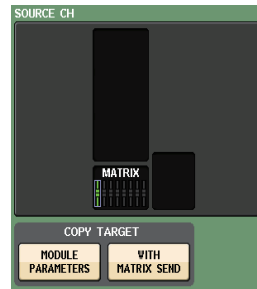 SOURCE CH
MATRIX
COPY TARGET
MODULE
PARAMETERS
WITH
MATRIX SEND